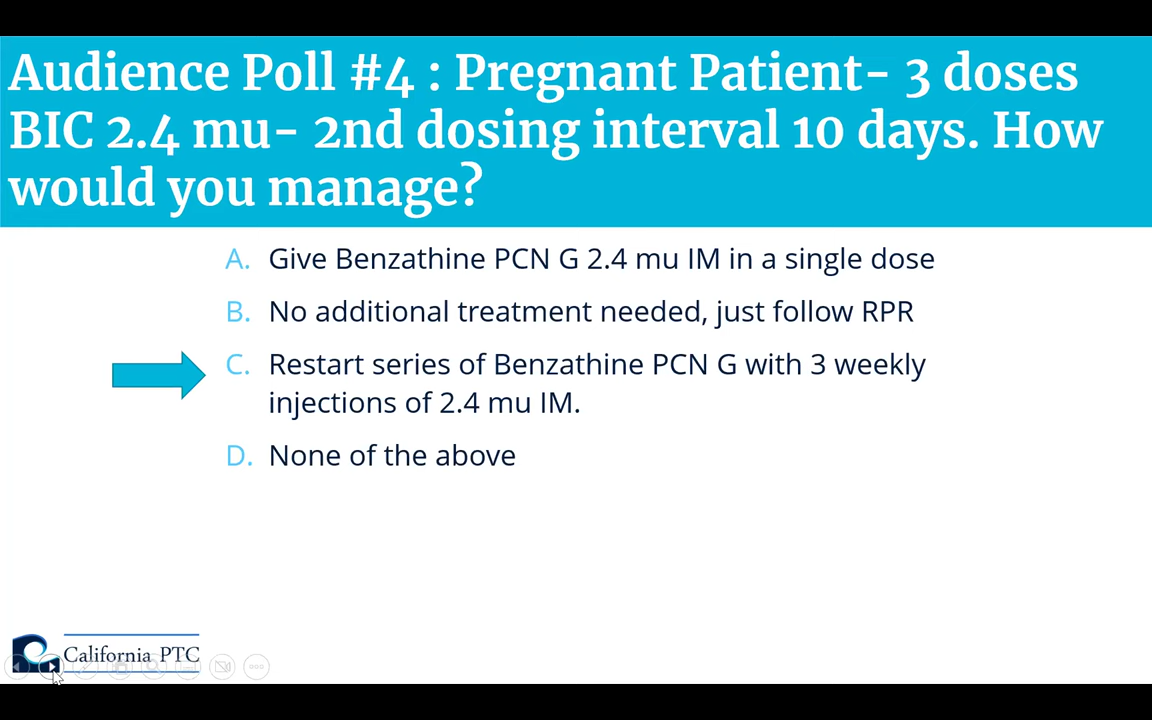 Audience Poll #4 : Pregnant Patient- 3 doses
BIC 2.4 mu- 2nd dosing interval 10 days. How
would you manage?
A. Give Benzathine PCN G 2.4 mu IM in a single dose
B. No additional treatment needed, just follow RPR
C. Restart series of Benzathine PCN G with 3 weekly
injections of 2.4 mu IM.
D. None of the above
California PTC